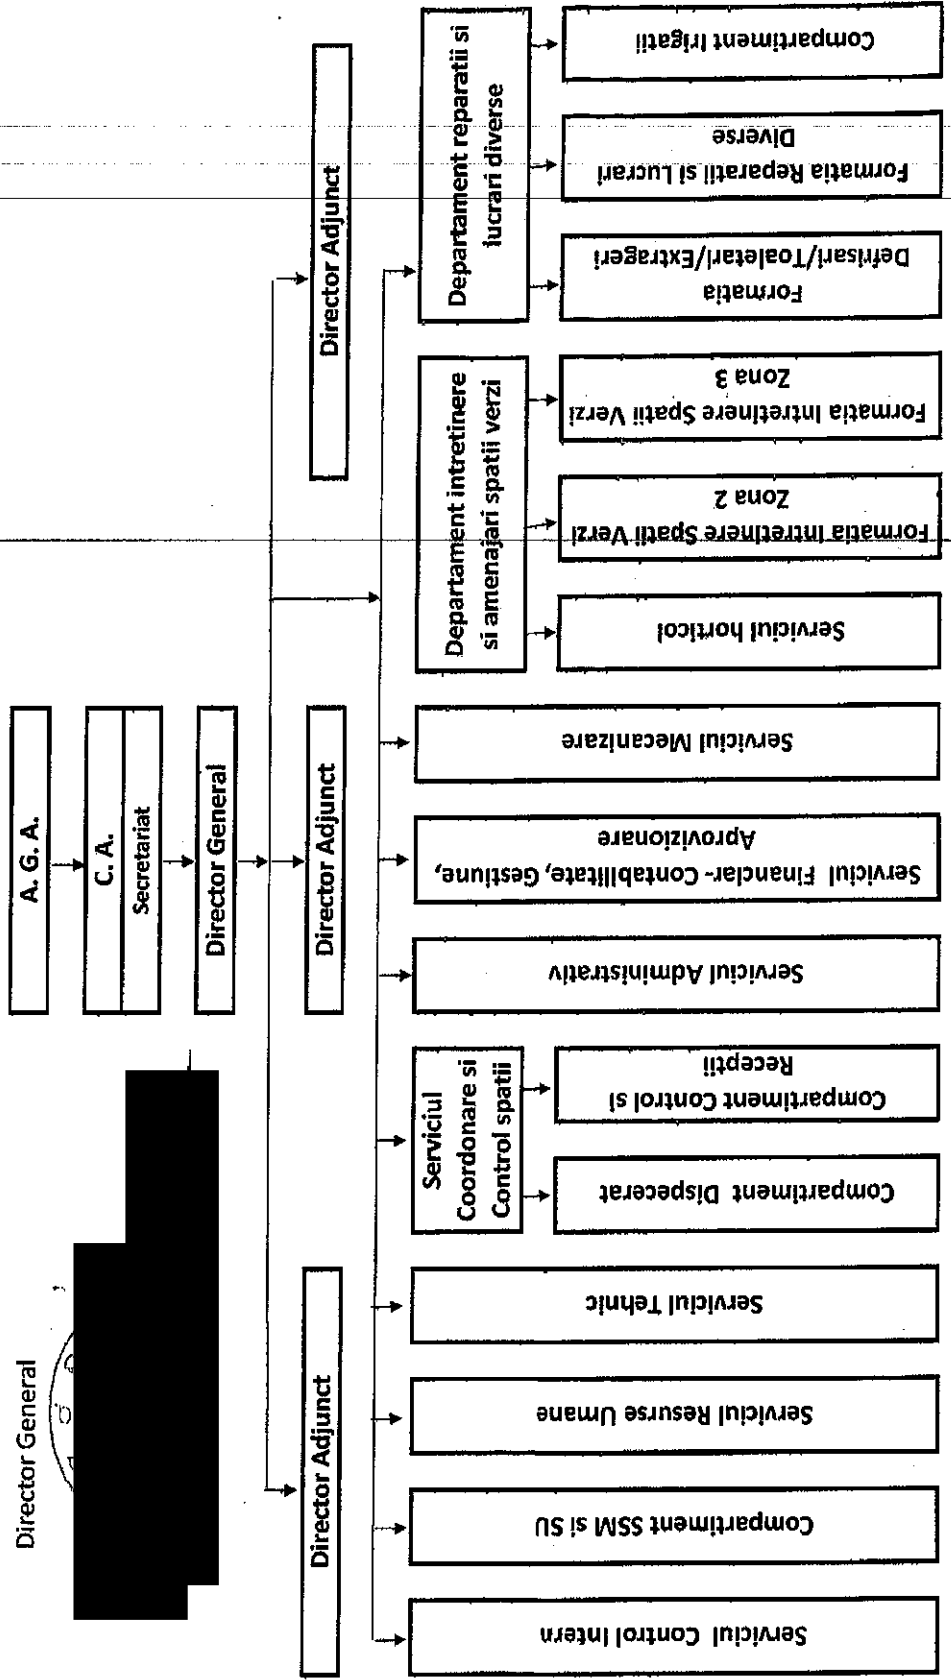 Director General
A. G. A.
C. A.
Secretariat
Director General
Director Adjunct
Director Adjunct
Director Adjunct
Serviciul Control Intern
Compartiment SSM si SU
Serviciul Resurse Umane
Serviciul Tehnic
Serviciul
Coordonare si
Control spatii
Compartiment Dispecerat
Compartiment Control si
Receptii
Serviciul Administrativ
Serviciul Financiar- Contabilitate, Gestiune,
Aprovizionare
Serviciul Mecanizare
Departament intretinere
si amenajari spatii verzi
Serviciul horticol
Formatia Intretinere Spatii Verzi
Zona 2
Formatia Intretinere Spatii Verzi
Zona 3
Departament reparatii si
lucrari diverse
Formatia
Defrisari/Toaletari/Extrageri
Formatia Reparatii si Lucrari
Diverse
Compartiment Irigatii